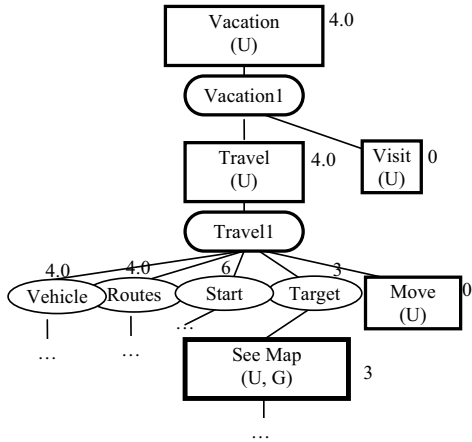 Vacation
(U)
4.0
Vacation1
Travel
(U)
4.0
Visit
(U)
0
Travel1
4.0
4.0
6
3
Vehicle
Routes
Start
Target
Move
(U)
0
…
…
…
See Map
(U, G)
3
…